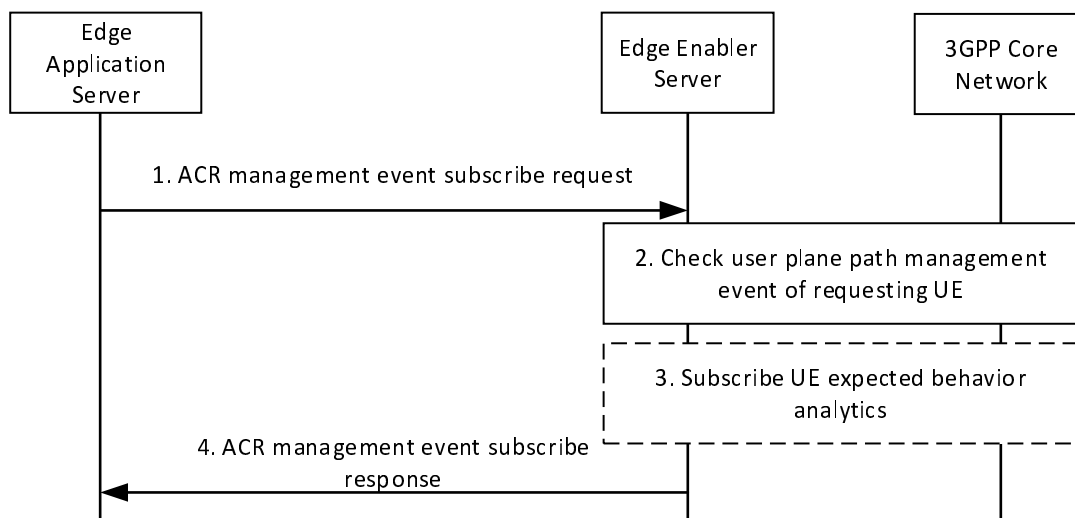 Edge
Application
Server
Edge Enabler
Server
3GPP Core
Network
1. ACR management event subscribe request
2. Check user plane path management
event of requesting UE
3. Subscribe UE expected behavior
analytics
4. ACR management event subscribe
response